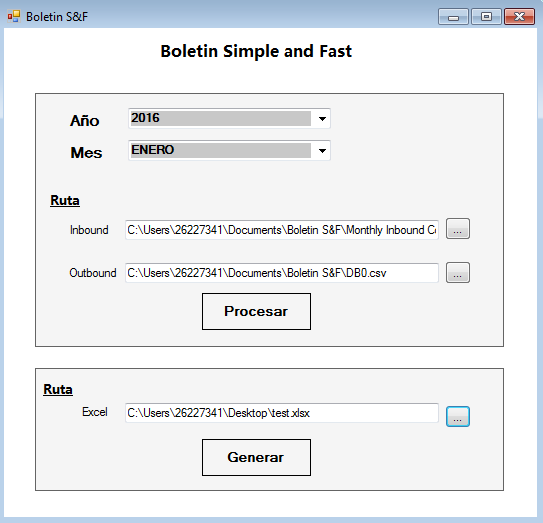 Boletin S&F
Boletin Simple and Fast
Año 2016
Mes ENERO
Ruta
Inbound C:\Users\26227341\Documents\Boletin S&F\Monthly Inbound
...
Outbound C:\Users\26227341\Documents\Boletin S&F\DB0.csv
...
Procesar
Ruta
Excel C:\Users\26227341\Desktop\test.xlsx
...
Generar